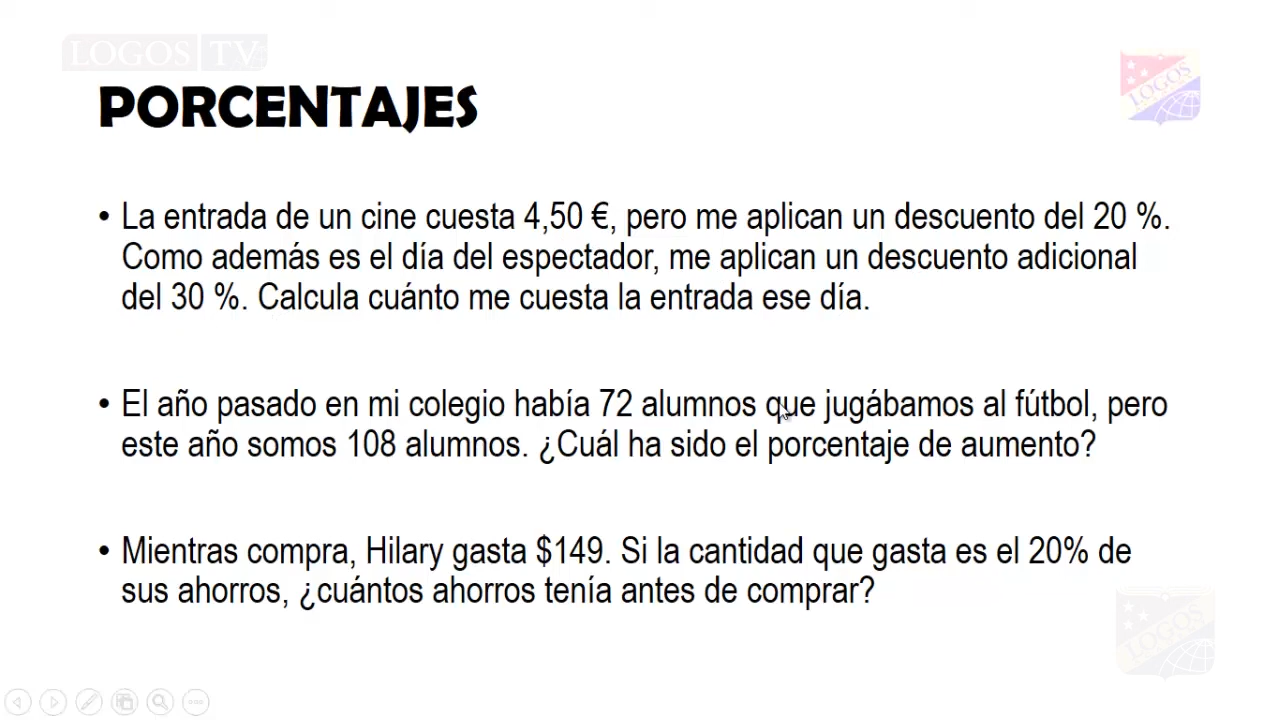 LOGOS TV
PORCENTAJES
LOGOS
• La entrada de un cine cuesta 4,50 €, pero me aplican un descuento del 20 %.
Como además es el día del espectador, me aplican un descuento adicional
del 30 %. Calcula cuánto me cuesta la entrada ese día.
• El año pasado en mi colegio había 72 alumnos que jugábamos al fútbol, pero
este año somos 108 alumnos. ¿Cuál ha sido el porcentaje de aumento?
• Mientras compra, Hilary gasta $149. Si la cantidad que gasta es el 20% de
sus ahorros, ¿cuántos ahorros tenía antes de comprar?
LOGOS